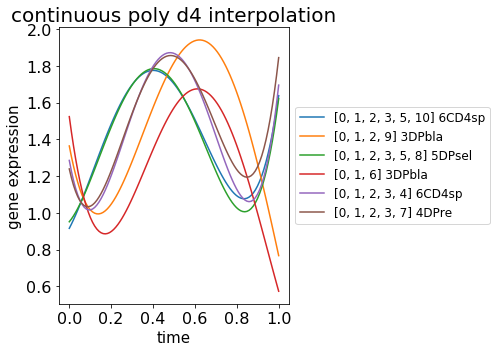 continuous poly d4 interpolation
gene expression
2.0
1.8
1.6
1.4
1.2
1.0
0.8
0.6
0.0 0.2 0.4 0.6 0.8 1.0
time
[0, 1, 2, 3, 5, 10] 6CD4sp
[0, 1, 2, 9] 3DPbla
[0, 1, 2, 3, 5, 8] 5DPsel
[0, 1, 6] 3DPbla
[0, 1, 2, 3, 4] 6CD4sp
[0, 1, 2, 3, 7] 4DPre